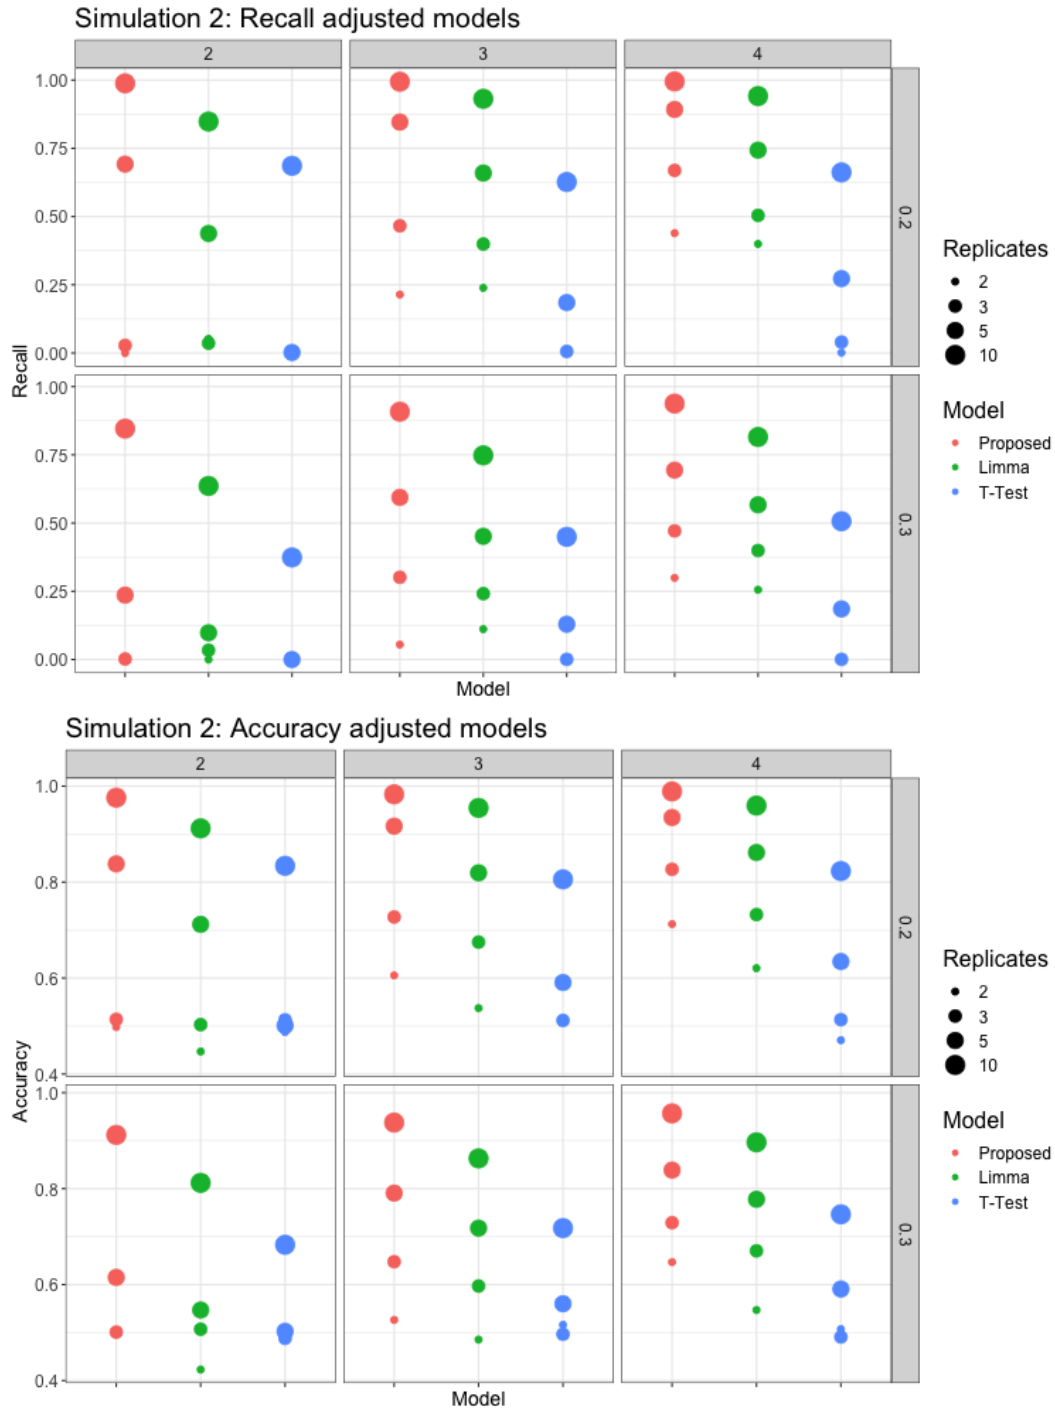 Simulation 2: Recall adjusted models
2 3 4
1.00
0.75
0.50
0.25
0.00
0.2
1.00
0.75
0.50
0.25
0.00
0.3
Recall
Model
Replicates
2
3
5
10
Model
Proposed
Limma
T-Test
Simulation 2: Accuracy adjusted models
2 3 4
1.0
0.8
0.6
0.4
0.2
1.0
0.8
0.6
0.4
0.3
Accuracy
Model
Replicates
2
3
5
10
Model
Proposed
Limma
T-Test